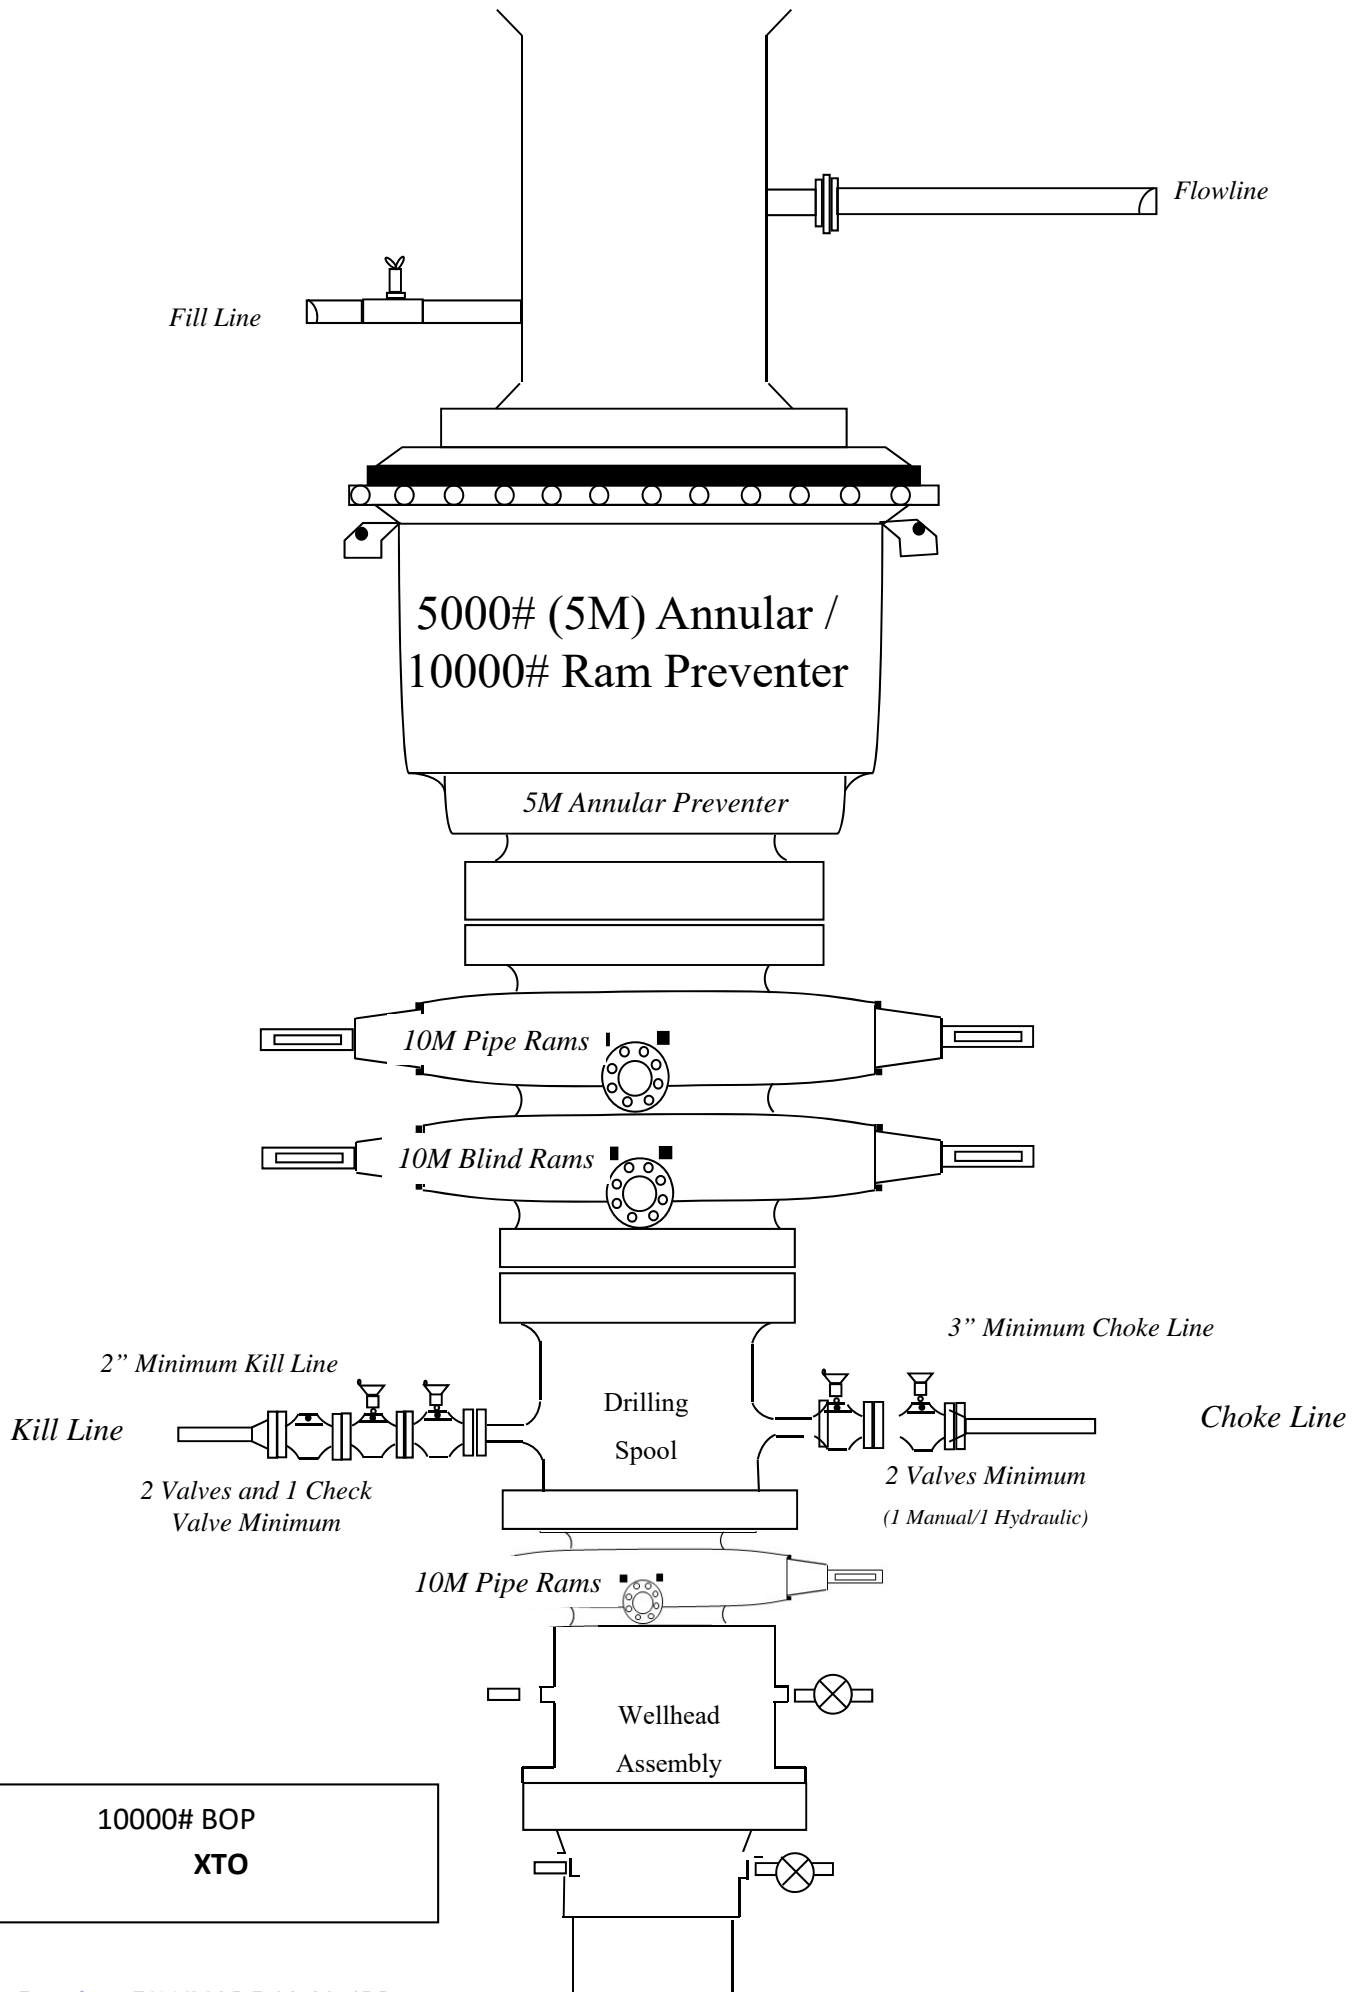 Flowline
Fill Line
5000# (5M) Annular /
10000# Ram Preventer
5M Annular Preventer
10M Pipe Rams
10M Blind Rams
3” Minimum Choke Line
2” Minimum Kill Line
Drilling
Spool
Kill Line
Choke Line
2 Valves and 1 Check
Valve Minimum
2 Valves Minimum
(1 Manual/1 Hydraulic)
10M Pipe Rams
Wellhead
Assembly
10000# BOP
XTO